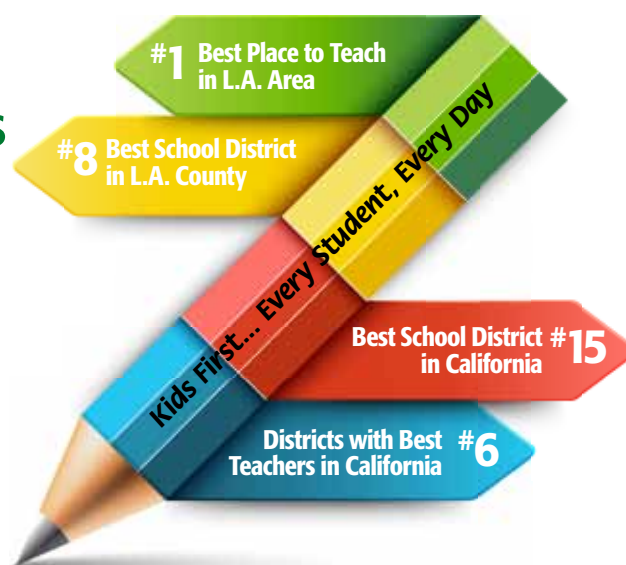 #1 Best Place to Teach
in L.A. Area
S
#8 Best School District
in L.A. County
Kids First... Every Student, Every Day
Best School District #15
in California
Districts with Best #6
Teachers in California